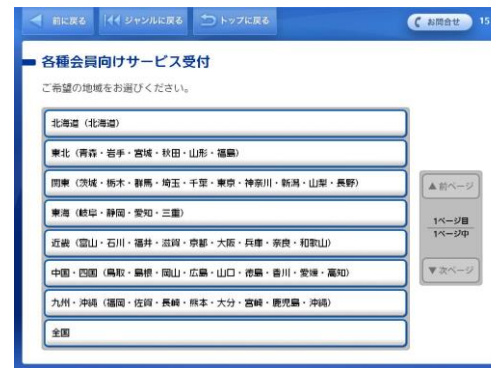 前に戻る ジャンルに戻る トップに戻る お問合せ 15
各種会員向けサービス受付
ご希望の地域をお選びください。
北海道（北海道）
東北（青森・岩手・宮城・秋田・山形・福島）
関東（茨城・栃木・群馬・埼玉・千葉・東京・神奈川・新潟・山梨・長野）
▲前ページ
東海（岐阜・静岡・愛知・三重）
1ページ目
1ページ中
近畿（富山・石川・福井・滋賀・京都・大阪・兵庫・奈良・和歌山）
中国・四国（鳥取・島根・岡山・広島・山口・徳島・香川・愛媛・高知）
▼次ページ
九州・沖縄（福岡・佐賀・長崎・熊本・大分・宮崎・鹿児島・沖縄）
全国